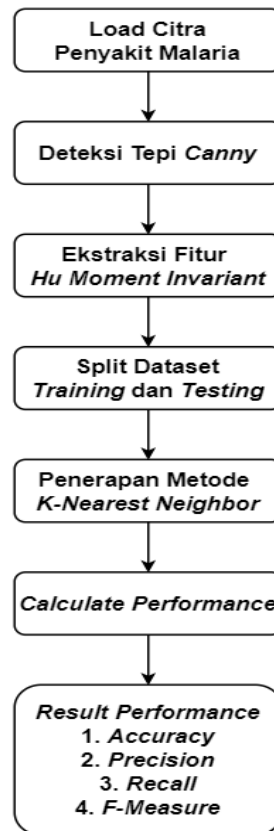 Load Citra
Penyakit Malaria
Deteksi Tepi Canny
Ekstraksi Fitur
Hu Moment Invariant
Split Dataset
Training dan Testing
Penerapan Metode
K-Nearest Neighbor
Calculate Performance
Result Performance
1. Accuracy
2. Precision
3. Recall
4. F-Measure